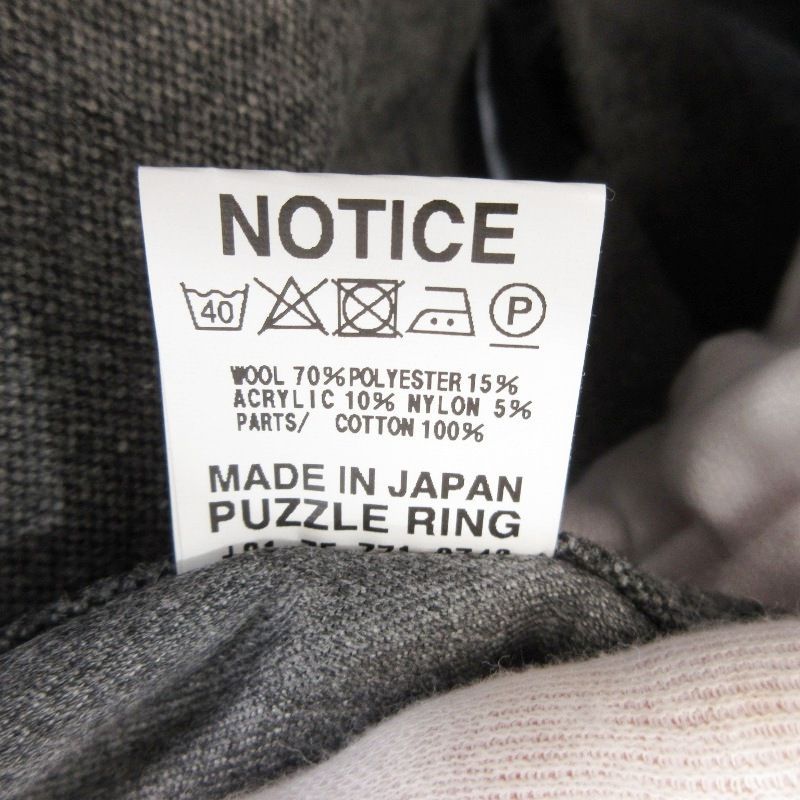 NOTICE
40 P
WOOL 70% POLYESTER 15%
ACRYLIC 10% NYLON 5%
PARTS/ COTTON 100%
MADE IN JAPAN
PUZZLE RING